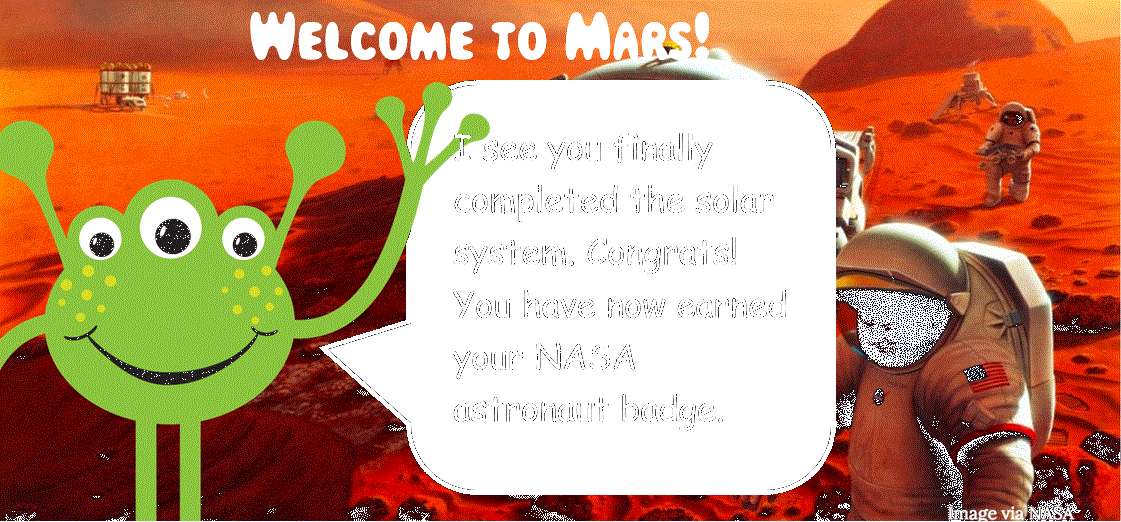 Welcome to Mars!
I see you finally
completed the solar
system. Congrats!
You have now earned
your NASA
astronaut badge.
Image via NASA